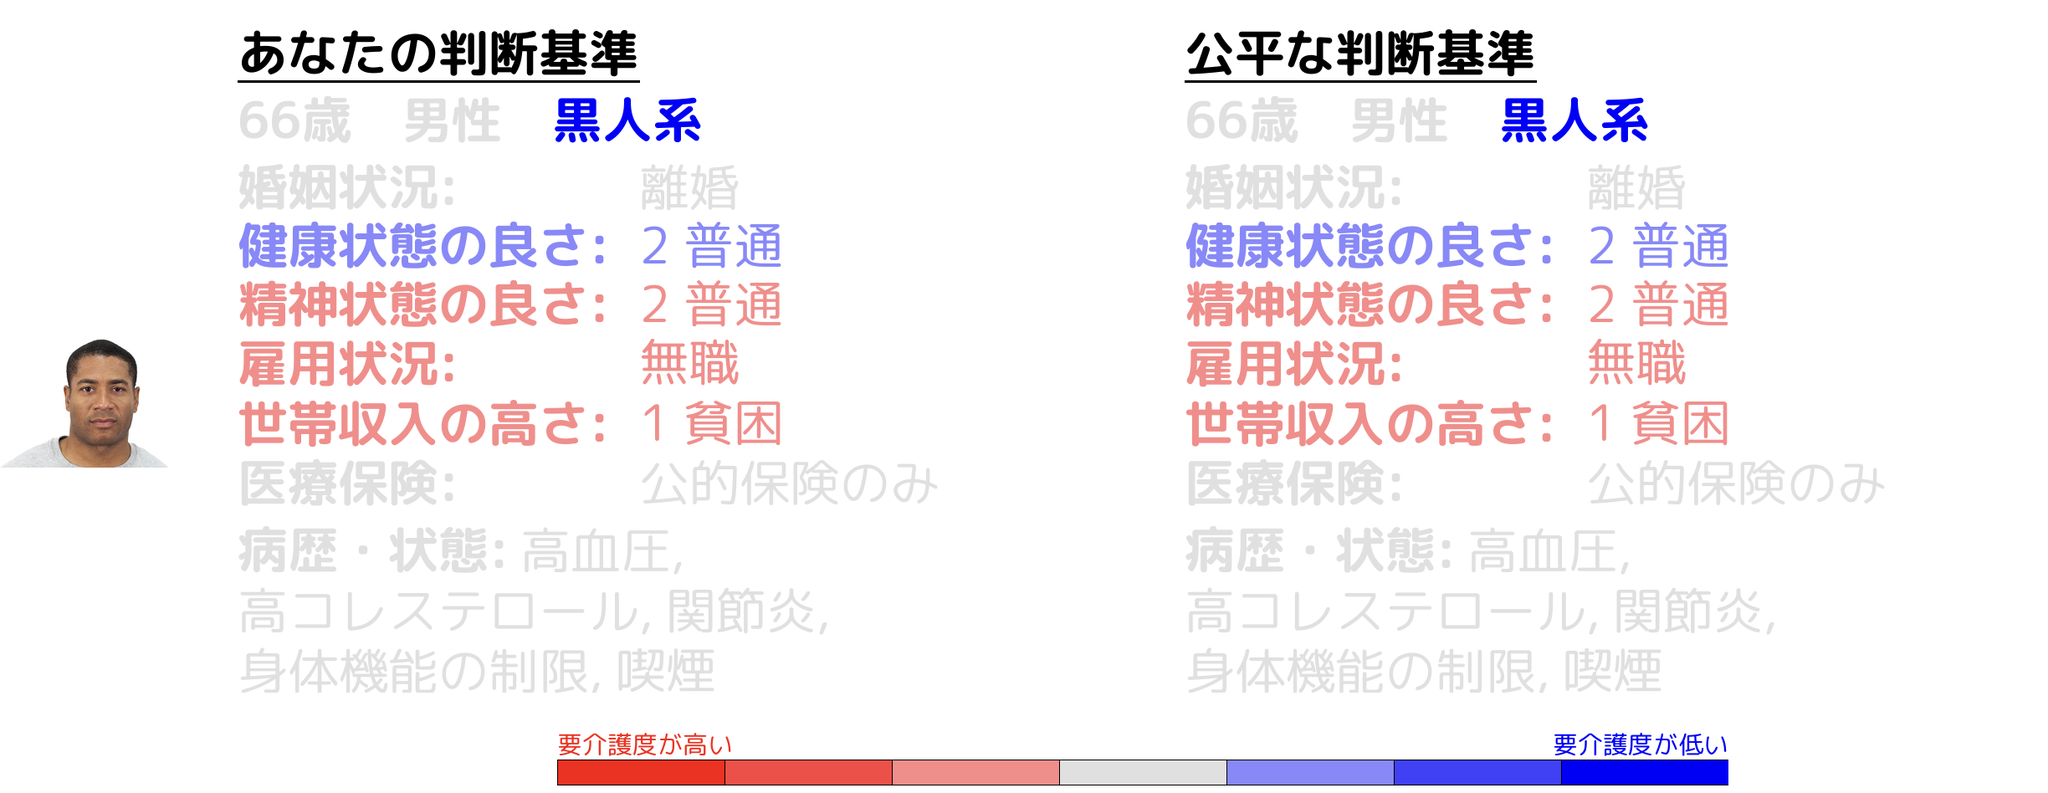 あなたの判断基準
66歳 男性 黒人系
婚姻状況: 離婚
健康状態の良さ: 2 普通
精神状態の良さ: 2 普通
雇用状況: 無職
世帯収入の高さ: 1 貧困
医療保険: 公的保険のみ
病歴・状態: 高血圧,
高コレステロール, 関節炎,
身体機能の制限, 喫煙
公平な判断基準
66歳 男性 黒人系
婚姻状況: 離婚
健康状態の良さ: 2 普通
精神状態の良さ: 2 普通
雇用状況: 無職
世帯収入の高さ: 1 貧困
医療保険: 公的保険のみ
病歴・状態: 高血圧,
高コレステロール, 関節炎,
身体機能の制限, 喫煙
要介護度が高い
要介護度が低い